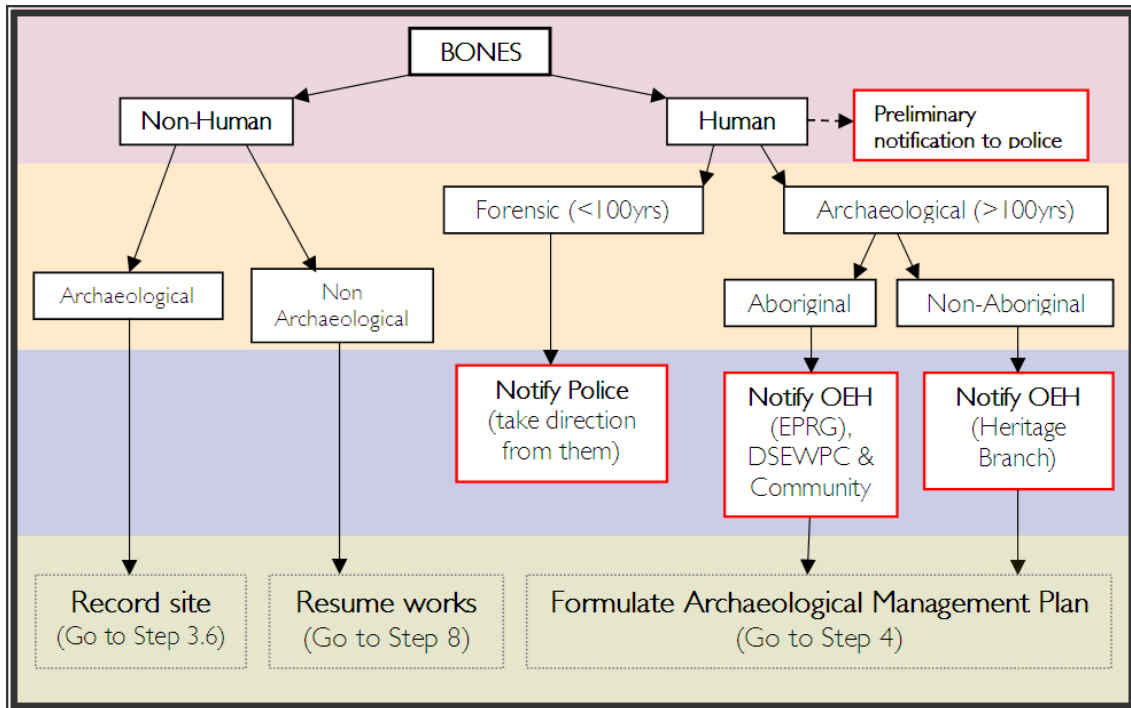 BONES
Non-Human
Human
Preliminary
notification to police
Forensic (<100yrs)
Archaeological (>100yrs)
Archaeological
Non
Archaeological
Aboriginal
Non-Aboriginal
Notify Police
(take direction
from them)
Notify OEH
(EPRG),
DSEWPC &
Community
Notify OEH
(Heritage
Branch)
Record site
(Go to Step 3.6)
Resume works
(Go to Step 8)
Formulate Archaeological Management Plan
(Go to Step 4)